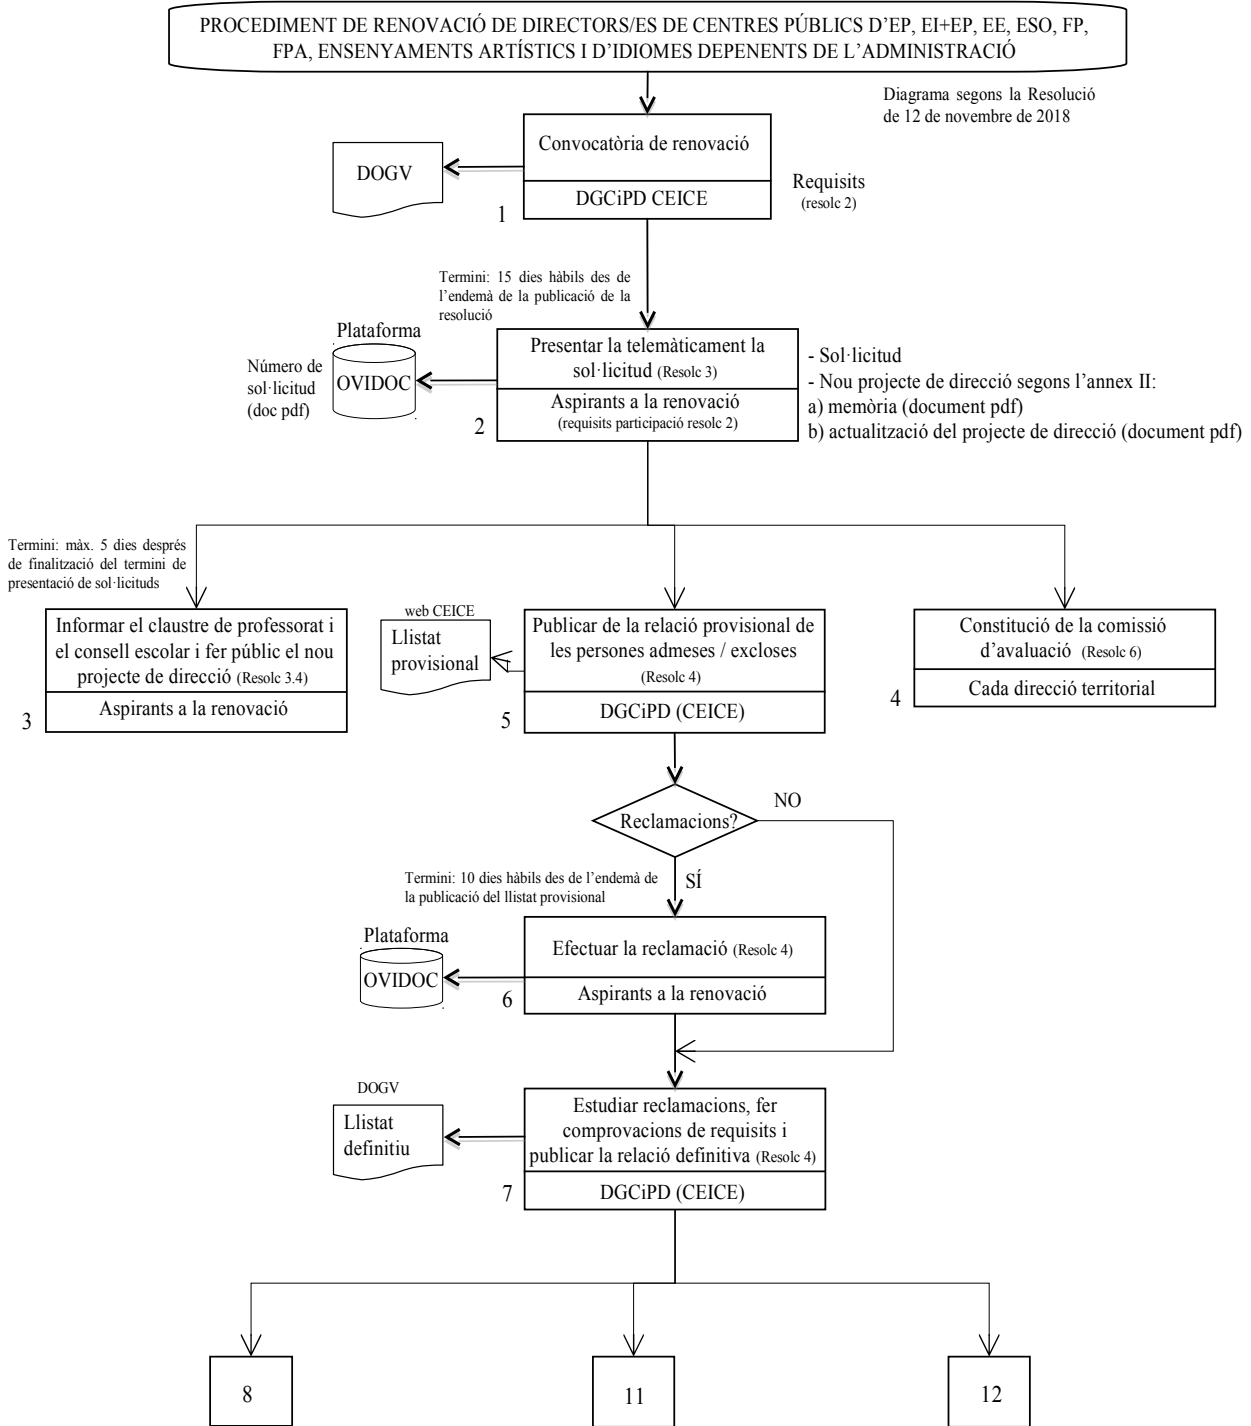 PROCEDIMENT DE RENOVACIÓ DE DIRECTORS/ES DE CENTRES PÚBLICS D'EP, EI+EP, EE, ESO, FP,
FPA, ENSENYAMENTS ARTÍSTICS I D'IDIOMES DEPENENTS DE L'ADMINISTRACIÓ
Diagrama segons la Resolució
de 12 de novembre de 2018
Convocatòria de renovació
DOGV
DGCiPD CEICE
1
Requisits
(resolc 2)
Termini: 15 dies hàbils des de
l'endemà de la publicació de la
resolució
Plataforma
OVIDOC
Número de
sol·licitud
(doc pdf)
Presentar la telemàticament la
sol·licitud (Resolc 3)
Aspirants a la renovació
(requisits participació resolc 2)
2
- Sol·licitud
- Nou projecte de direcció segons l'annex II:
a) memòria (document pdf)
b) actualització del projecte de direcció (document pdf)
Termini: màx. 5 dies després
de finalització del termini de
presentació de sol·licituds
Informar el claustre de professorat i
el consell escolar i fer públic el nou
projecte de direcció (Resolc 3.4)
Aspirants a la renovació
3
web CEICE
Llistat
provisional
Publicar de la relació provisional de
les persones admeses / excloses
(Resolc 4)
DGCiPD (CEICE)
5
Constitució de la comissió
d'avaluació (Resolc 6)
Cada direcció territorial
4
Reclamacions?
NO
SÍ
Termini: 10 dies hàbils des de l'endemà de
la publicació del llistat provisional
Plataforma
OVIDOC
Efectuar la reclamació (Resolc 4)
Aspirants a la renovació
6
DOGV
Llistat
definitiu
Estudiar reclamacions, fer
comprovacions de requisits i
publicar la relació definitiva (Resolc 4)
DGCiPD (CEICE)
7
8
11
12